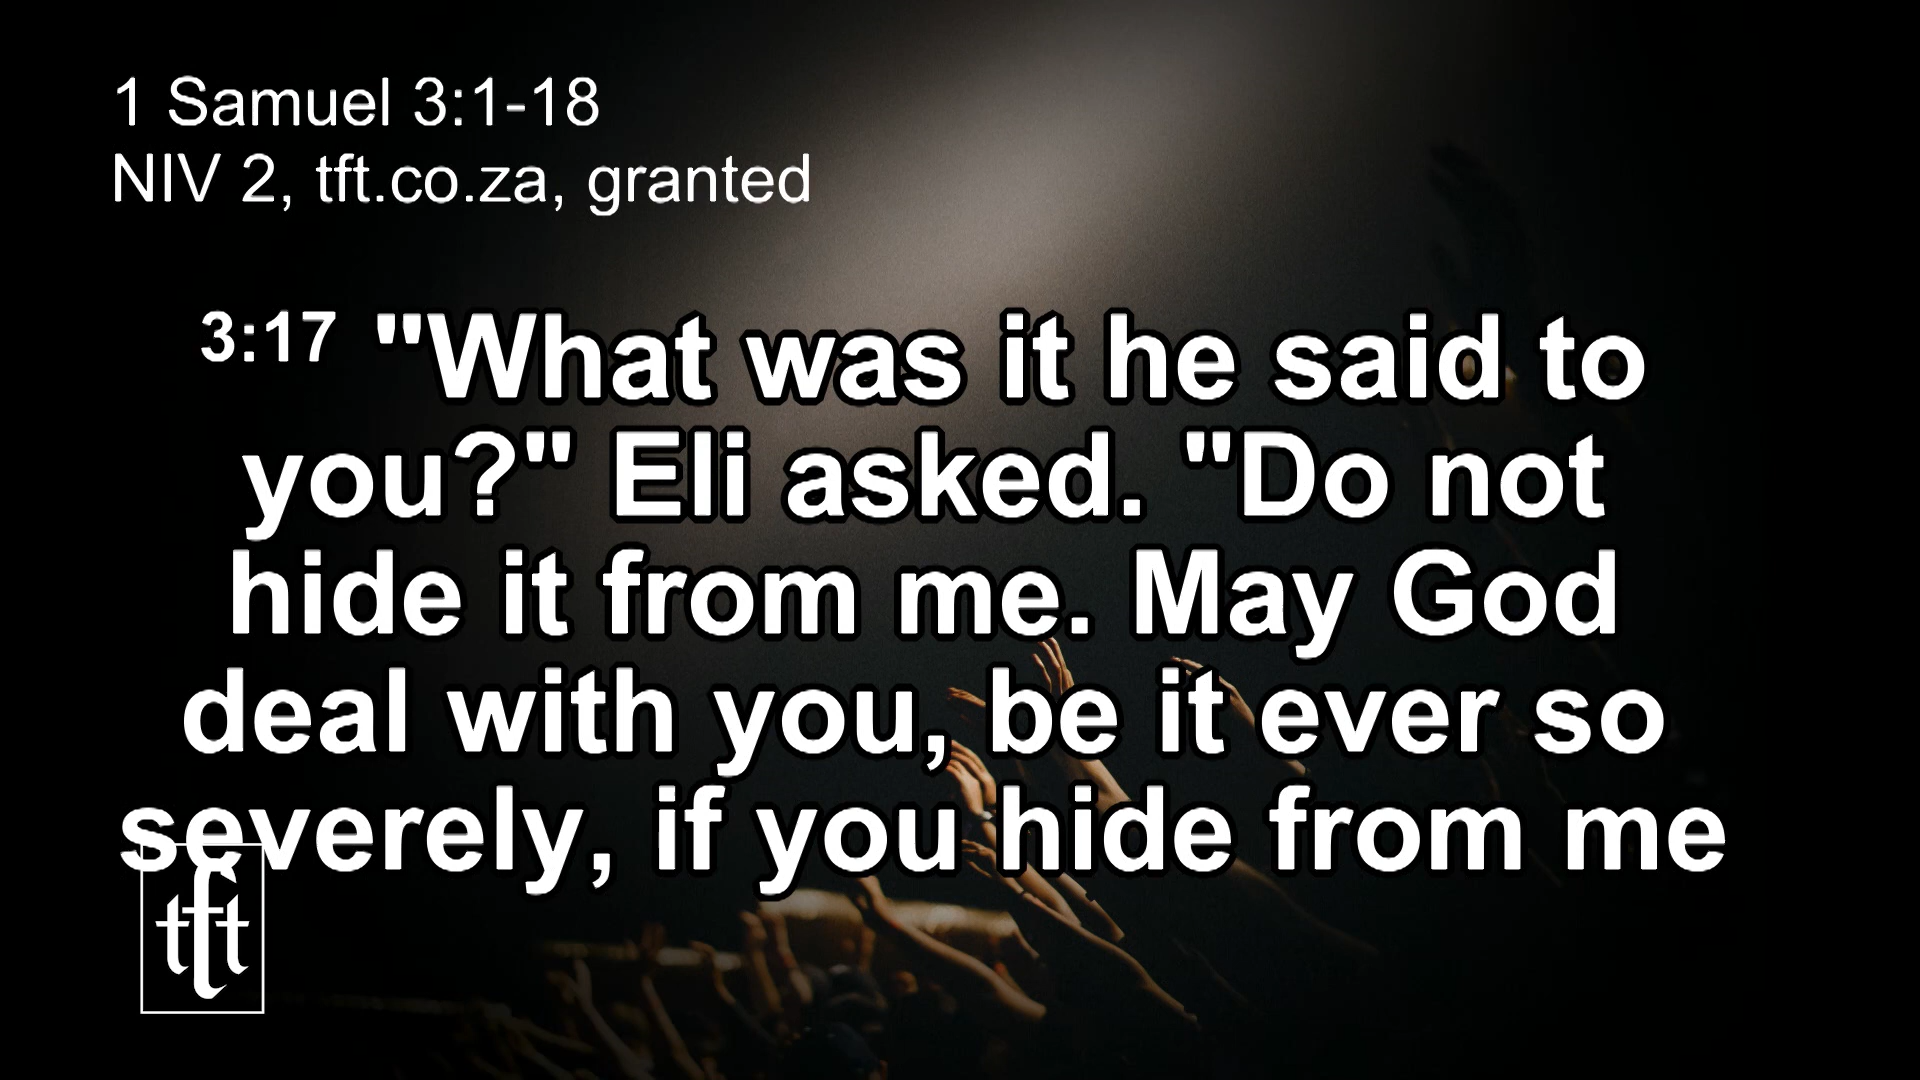 1 Samuel 3:1-18
NIV 2, tft.co.za, granted
3:17 "What was it he said to
you?" Eli asked. "Do not
hide it from me. May God
deal with you, be it ever so
severely, if you hide from me
tft